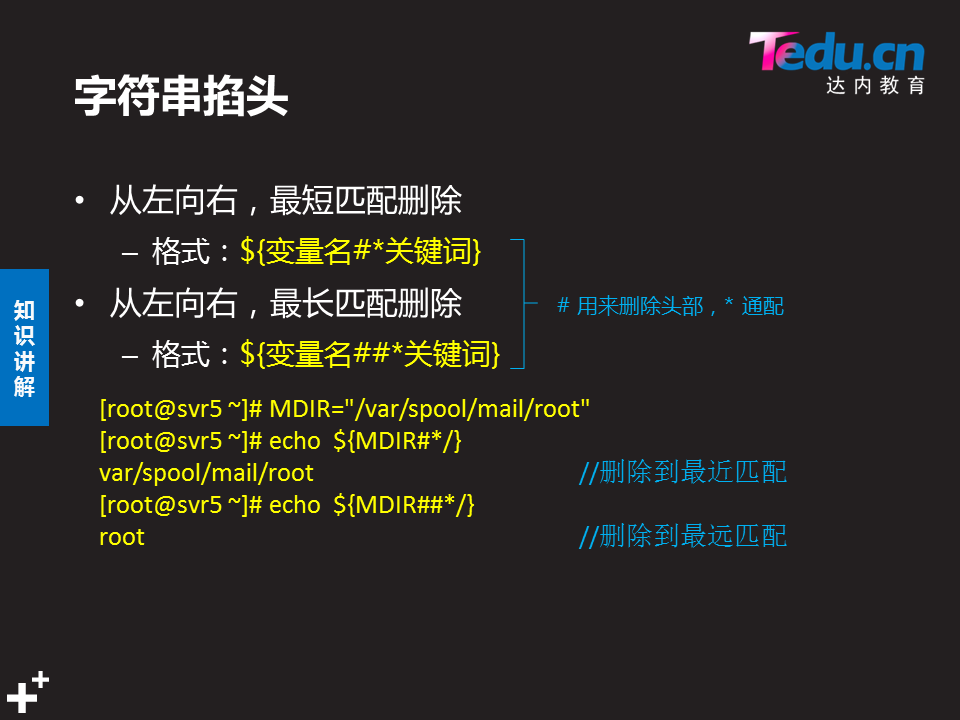 Tedu.cn
达内教育
字符串掐头
• 从左向右，最短匹配删除
– 格式：${变量名#*关键词}
• 从左向右，最长匹配删除
– 格式：${变量名##*关键词}
# 用来删除头部，* 通配
知识讲解
[root@svr5 ~]# MDIR="/var/spool/mail/root"
[root@svr5 ~]# echo  ${MDIR#*/}
var/spool/mail/root //删除到最近匹配
[root@svr5 ~]# echo  ${MDIR##*/}
root //删除到最远匹配